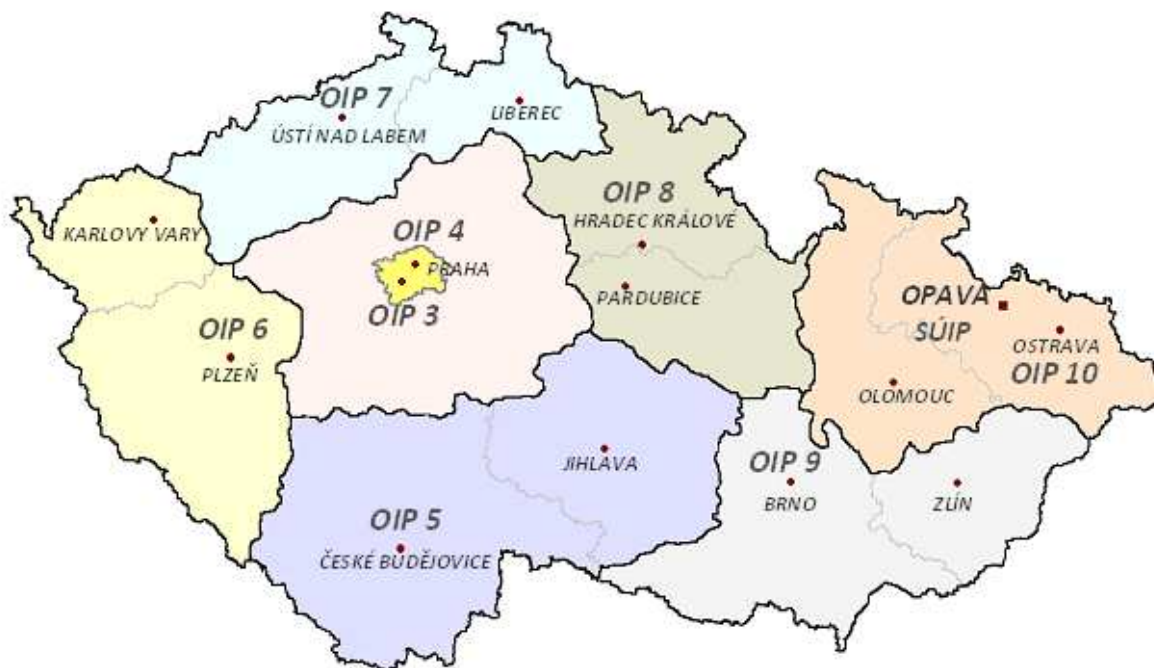 OIP 7
LIBEREC
ÚSTÍ NAD LABEM
OIP 8
HRADEC KRÁLOVÉ
KARLOVY VARY
OIP 4
PRAHA
OIP 3
PARDUBICE
OPAVA
SÚIP
OIP 6
PLZEŇ
OSTRAVA
OIP 10
OLOMOUC
JIHLAVA
OIP 9
BRNO
ZLÍN
OIP 5
ČESKÉ BUDĚJOVICE